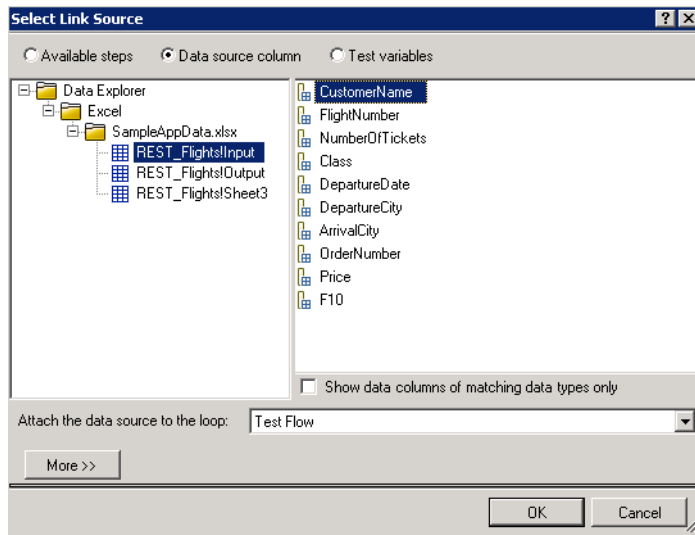 Select Link Source
Available steps
Data source column
Test variables
Data Explorer
Excel
SampleAppData.xlsx
REST_Flights!Input
REST_Flights!Output
REST_Flights!Sheet3
CustomerName
FlightNumber
NumberOfTickets
Class
DepartureDate
DepartureCity
ArrivalCity
OrderNumber
Price
F10
Show data columns of matching data types only
Attach the data source to the loop:
Test Flow
More >>
OK
Cancel